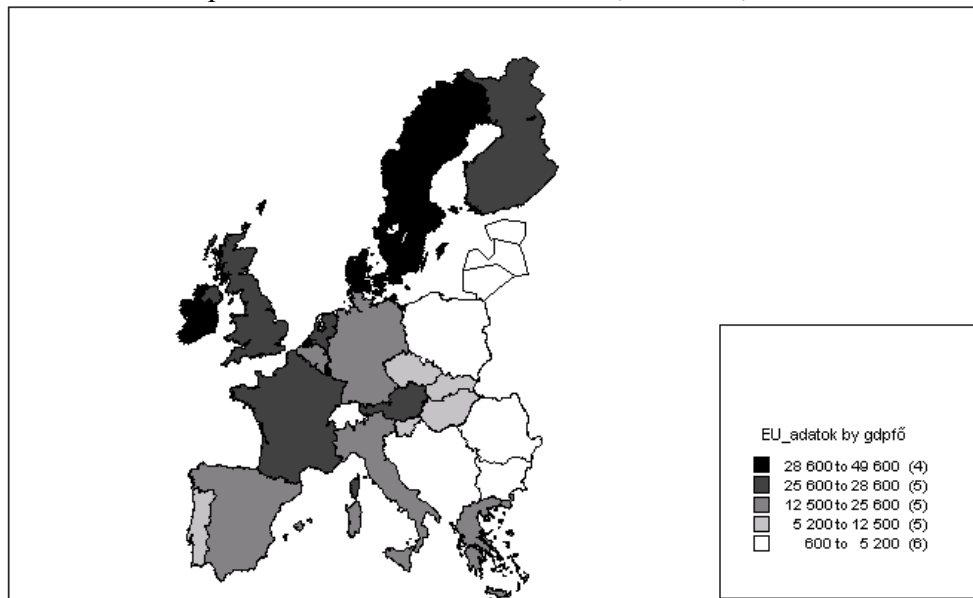 EU_adatok by gdpfő
28 600 to 49 600 (4)
25 600 to 28 600 (5)
12 500 to 25 600 (5)
5 200 to 12 500 (5)
600 to 5 200 (6)